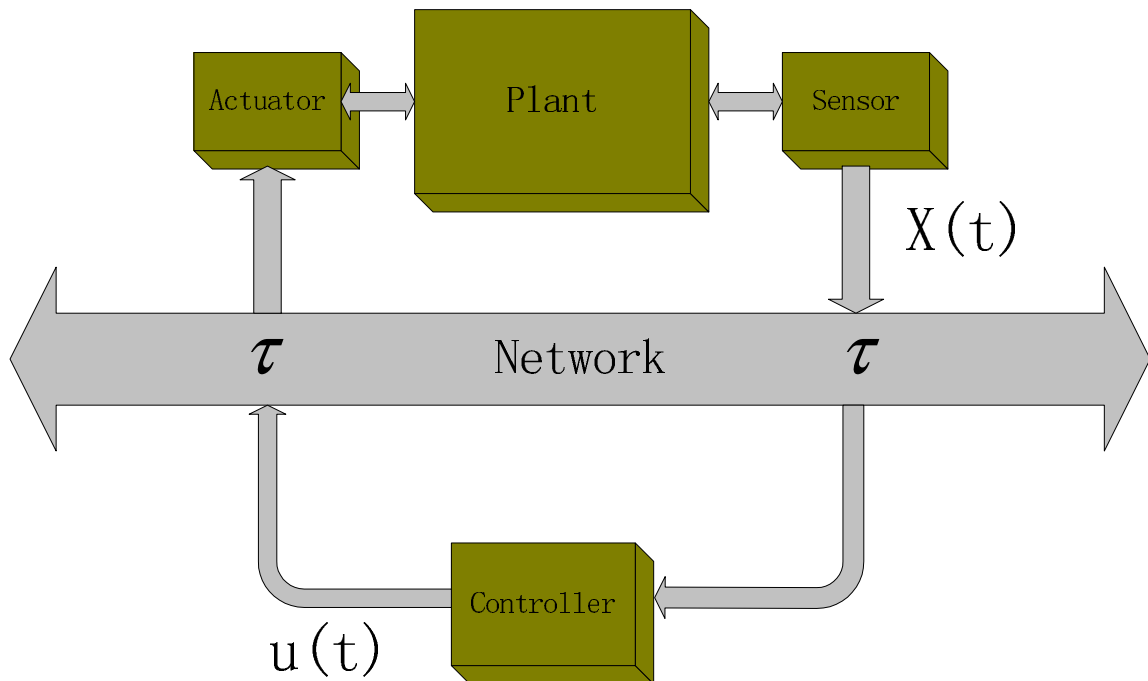 Actuator
Plant
Sensor
X(t)
τ
Network
τ
Controller
u(t)